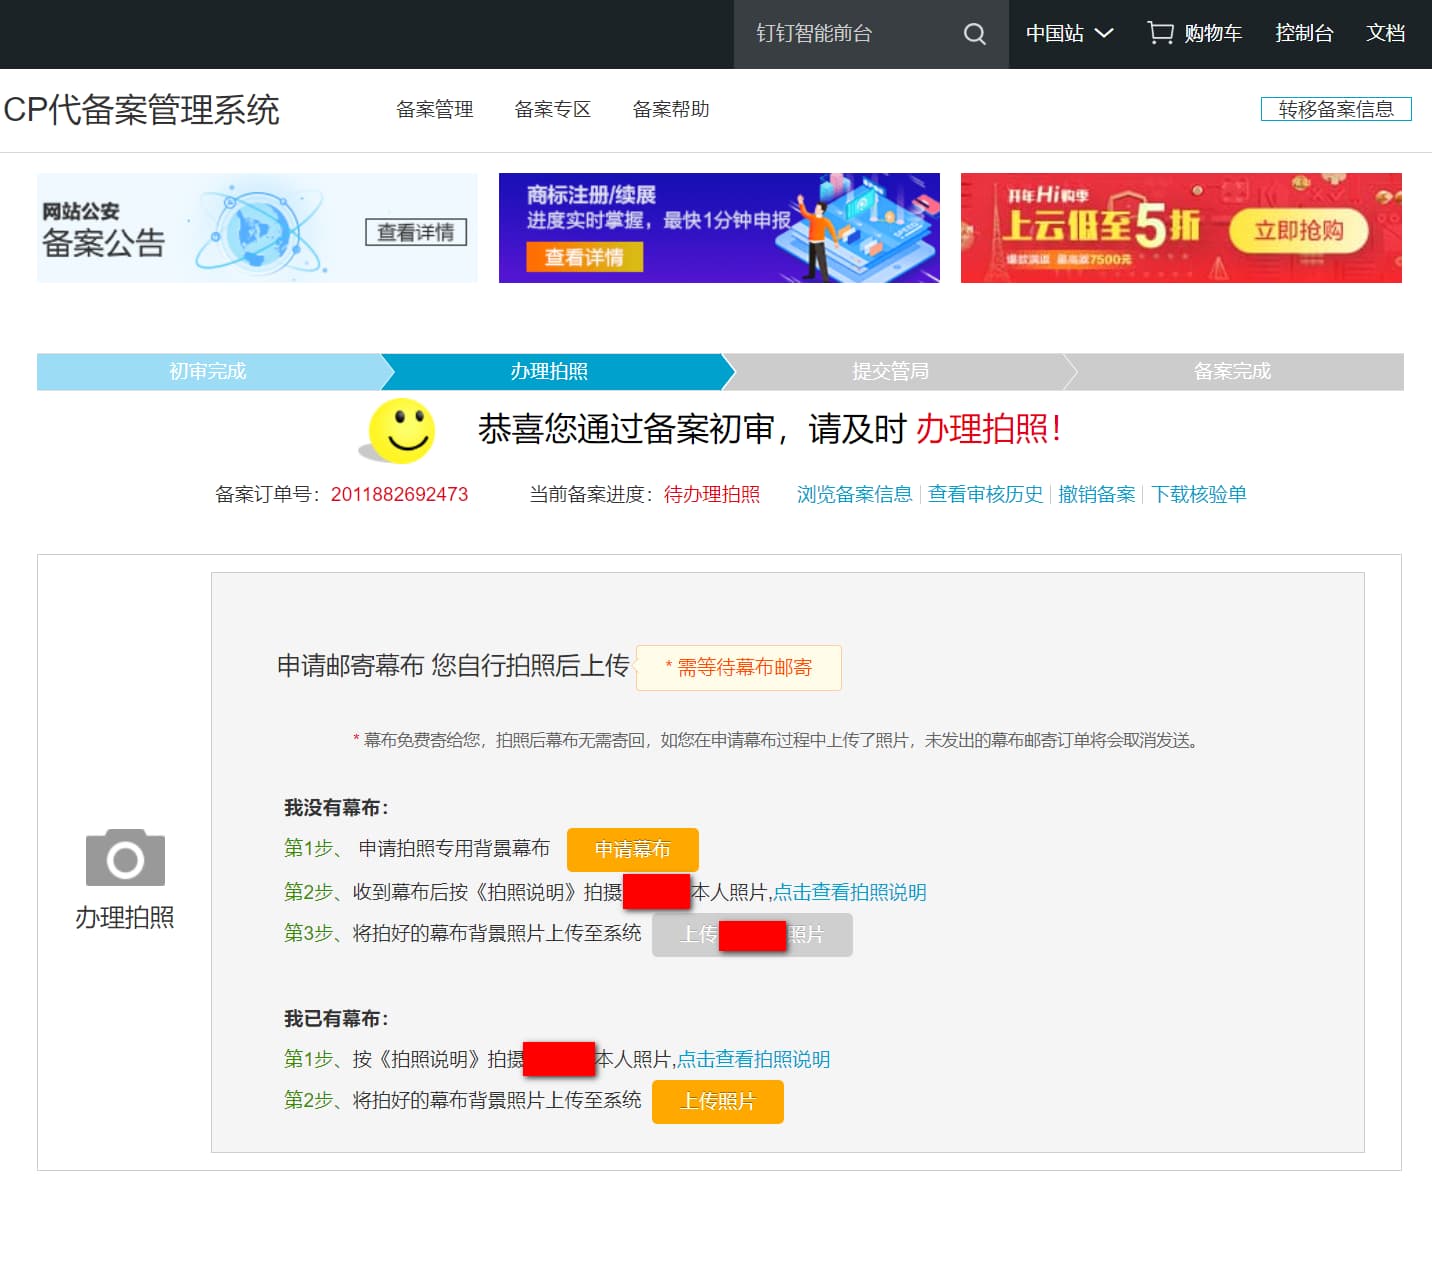 钉钉智能前台 中国站 购物车 控制台 文档
CP代备案管理系统 备案管理 备案专区 备案帮助 转移备案信息
网站公安
备案公告
查看详情
商标注册/续展
进度实时掌握，最快1分钟申报
查看详情
开年Hi购季
上云低至5折
爆款满返 最高返7500元
立即抢购
初审完成 办理拍照 提交管局 备案完成
恭喜您通过备案初审，请及时 办理拍照！
备案订单号：2011882692473 当前备案进度：待办理拍照 浏览备案信息 查看审核历史 撤销备案 下载核验单
申请邮寄幕布 您自行拍照后上传 * 需等待幕布邮寄
* 幕布免费寄给您，拍照后幕布无需寄回，如您在申请幕布过程中上传了照片，未发出的幕布邮寄订单将会取消发送。
办理拍照
我没有幕布：
第1步、 申请拍照专用背景幕布 申请幕布
第2步、收到幕布后按《拍照说明》拍摄 本人照片,点击查看拍照说明
第3步、将拍好的幕布背景照片上传至系统 上传 照片
我已有幕布：
第1步、按《拍照说明》拍摄 本人照片,点击查看拍照说明
第2步、将拍好的幕布背景照片上传至系统 上传照片